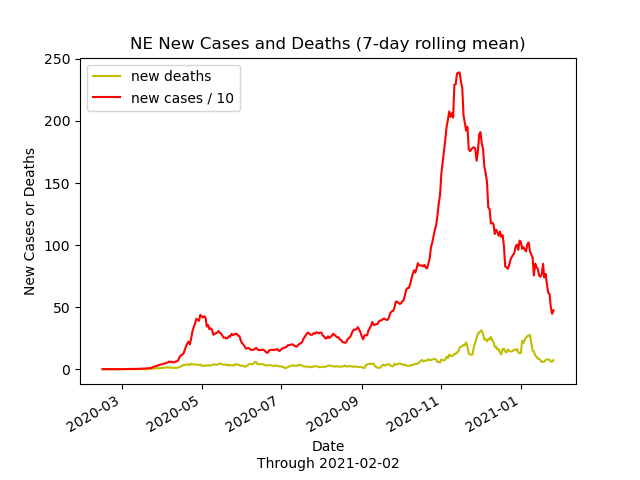 NE New Cases and Deaths (7-day rolling mean)
new deaths
new cases / 10
New Cases or Deaths
250
200
150
100
50
0
2020-03
2020-05
2020-07
2020-09
2020-11
2021-01
Date
Through 2021-02-02